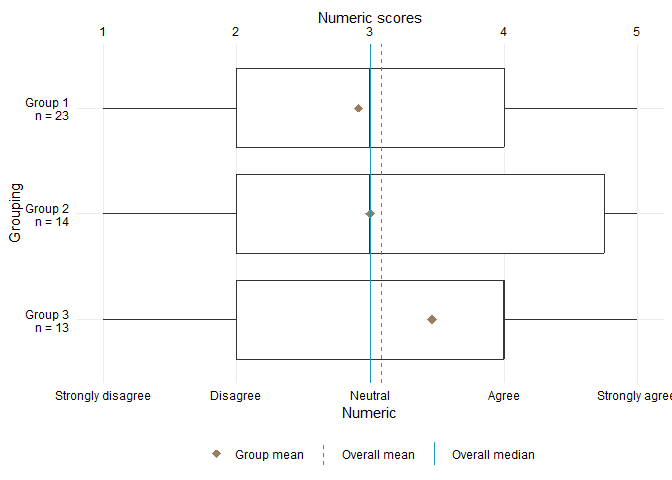 Numeric scores
1 2 3 4 5
Grouping
Group 1
n = 23
Group 2
n = 14
Group 3
n = 13
Strongly disagree Disagree Neutral Agree Strongly agree
Numeric
Group mean Overall mean Overall median